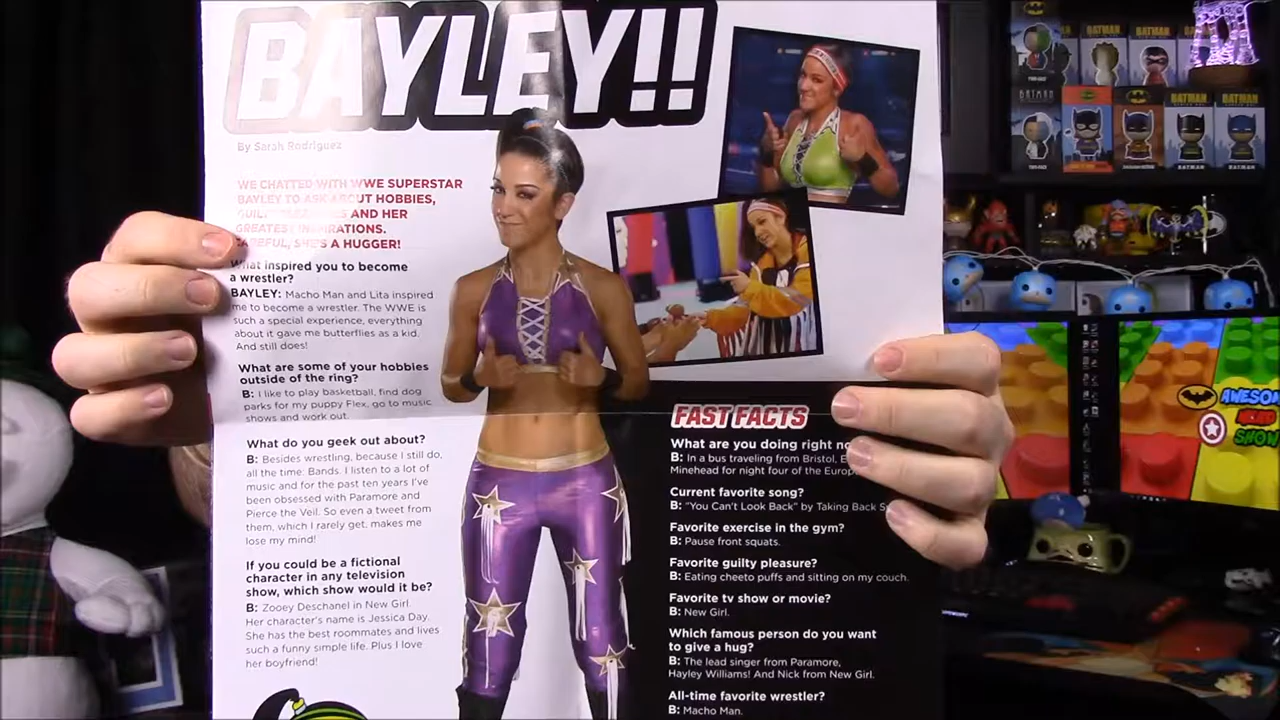 BAYLEY!!
By Sarah Rodriguez
WE CHATTED WITH WWE SUPERSTAR
BAYLEY TO ASK ABOUT HOBBIES,
AND HER
GREATEST INSPIRATIONS.
CAREFUL, SHE'S A HUGGER!
What inspired you to become
a wrestler?
BAYLEY: Macho Man and Lita inspired
me to become a wrestler. The WWE is
such a special experience, everything
about it gave me butterflies as a kid.
And still does!
What are some of your hobbies
outside of the ring?
B: I like to play basketball, find dog
parks for my puppy Flex, go to music
shows and work out.
What do you geek out about?
B: Besides wrestling, because I still do,
all the time: Bands. I listen to a lot of
music and for the past ten years I've
been obsessed with Paramore and
Pierce the Veil. So even a tweet from
them, which I rarely get, makes me
lose my mind!
If you could be a fictional
character in any television
show, which show would it be?
B: Zooey Deschanel in New Girl.
Her character's name is Jessica Day.
She has the best roommates and lives
such a funny simple life. Plus I love
her boyfriend!
FAST FACTS
What are you doing right
B: In a bus traveling from Bristol,
Minehead for night four of the
Current favorite song?
B: "You Can't Look Back" by Taking Back
Favorite exercise in the gym?
B: Pause front squats.
Favorite guilty pleasure?
B: Eating cheeto puffs and sitting on my couch.
Favorite tv show or movie?
B: New Girl.
Which famous person do you want
to give a hug?
B: The lead singer from Paramore,
Hayley Williams! And Nick from New Girl.
All-time favorite wrestler?
B: Macho Man.
BATMAN
BATMAN
BATMAN
BATMAN
BATMAN
BATMAN
AWESOM
NERD
SHOW